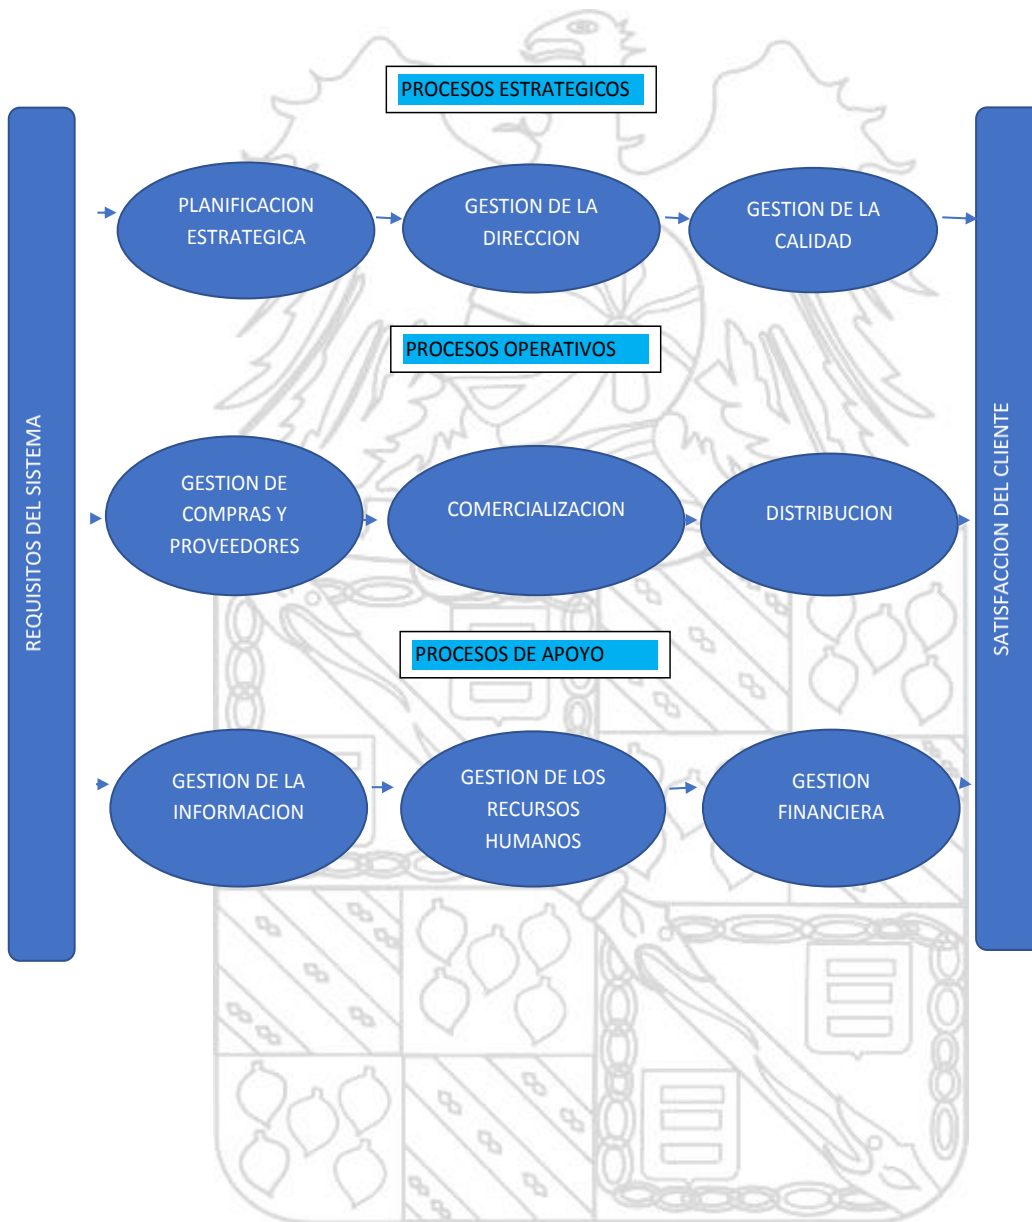 PROCESOS ESTRATEGICOS
PLANIFICACION
ESTRATEGICA
GESTION DE LA
DIRECCION
GESTION DE LA
CALIDAD
PROCESOS OPERATIVOS
REQUISITOS DEL SISTEMA
SATISFACCION DEL CLIENTE
GESTION DE
COMPRAS Y
PROVEEDORES
COMERCIALIZACION
DISTRIBUCION
PROCESOS DE APOYO
GESTION DE LA
INFORMACION
GESTION DE LOS
RECURSOS
HUMANOS
GESTION
FINANCIERA